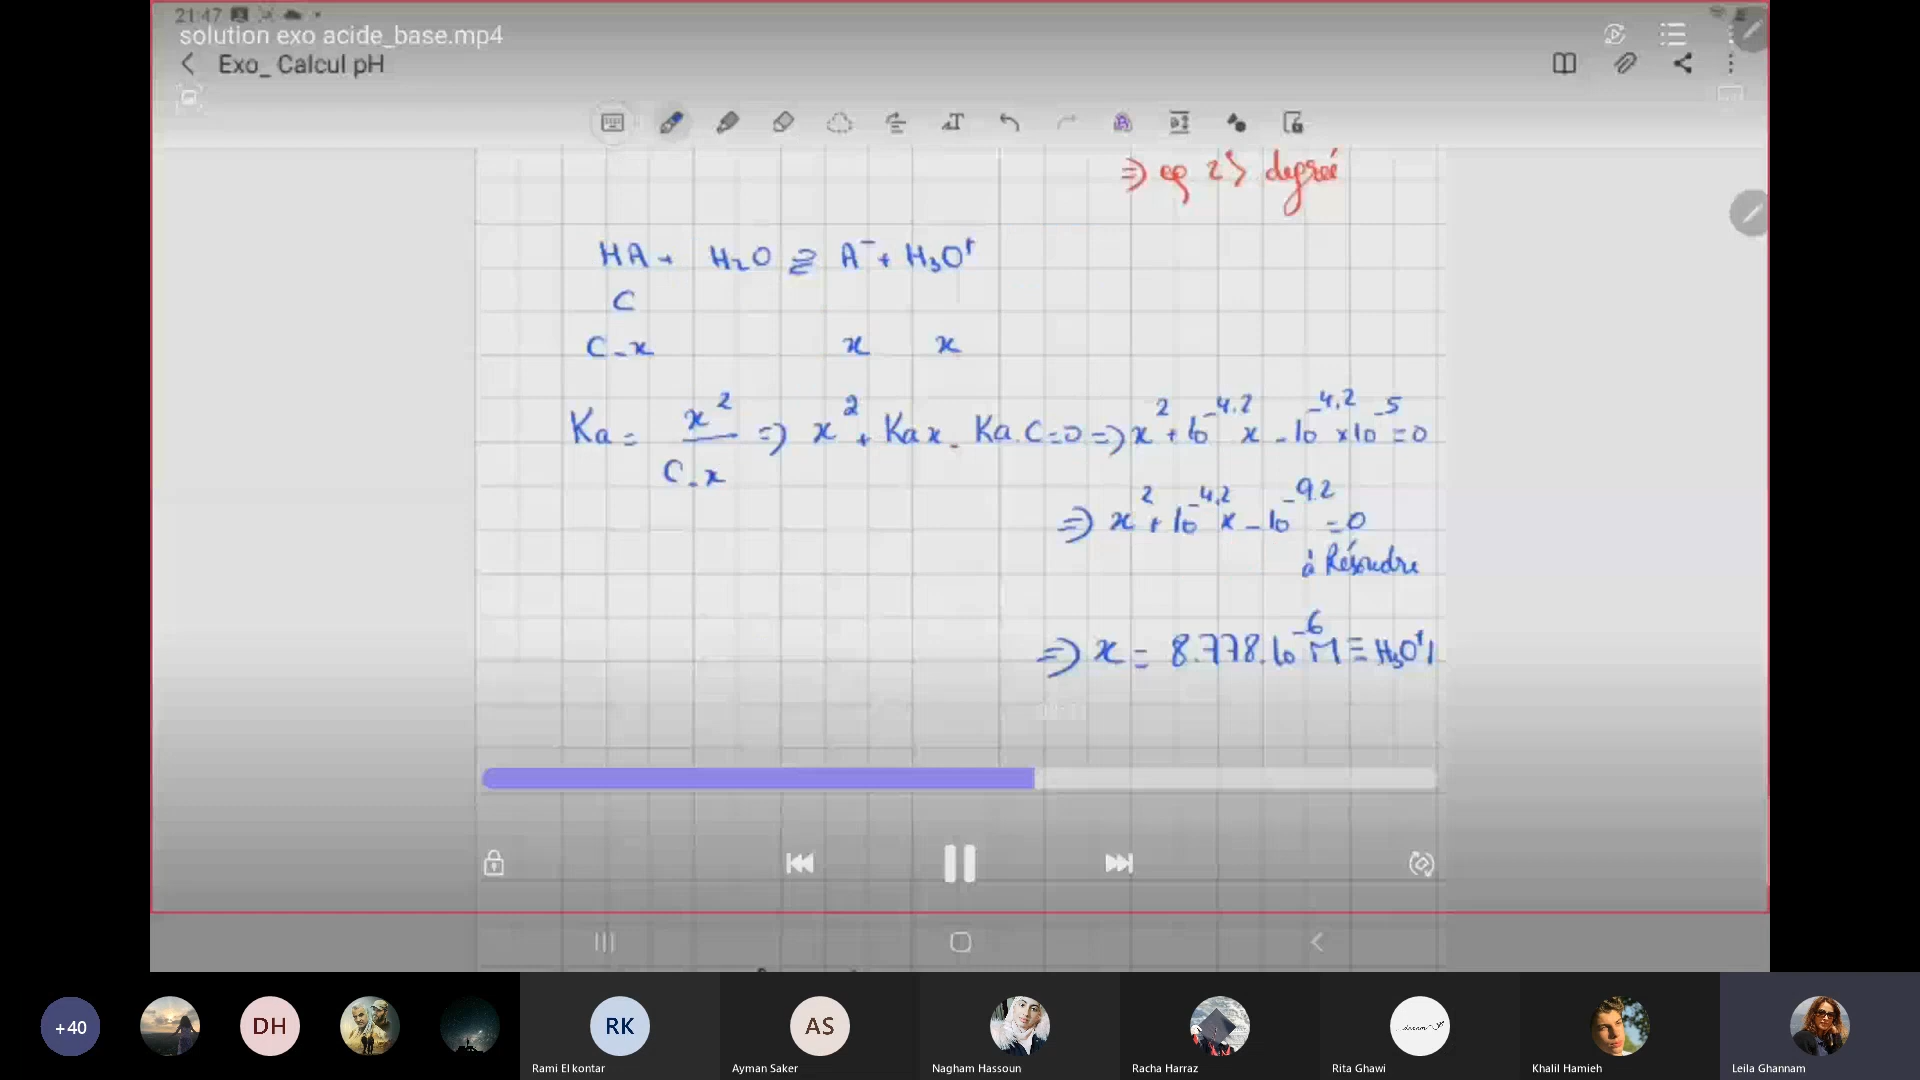 21:47
solution exo acide_base.mp4
Exo_ Calcul pH
=> eq 2> degreé
HA + H₂O ⇄ A⁻ + H₃O⁺
C
C-x x x
Ka = x²/(C-x) => x² + Ka x - Ka.C=0 => x² + 10^-4.2 x - 10^-4.2 x 10^-5 = 0
=> x² + 10^-4.2 x - 10^-9.2 = 0
à Résoudre
=> x = 8.778.10^-6 M ≡ H₃O⁺
+40
DH
RK
AS
dream
Rami El kontar
Ayman Saker
Nagham Hassoun
Racha Harraz
Rita Ghawi
Khalil Hamieh
Leila Ghannam